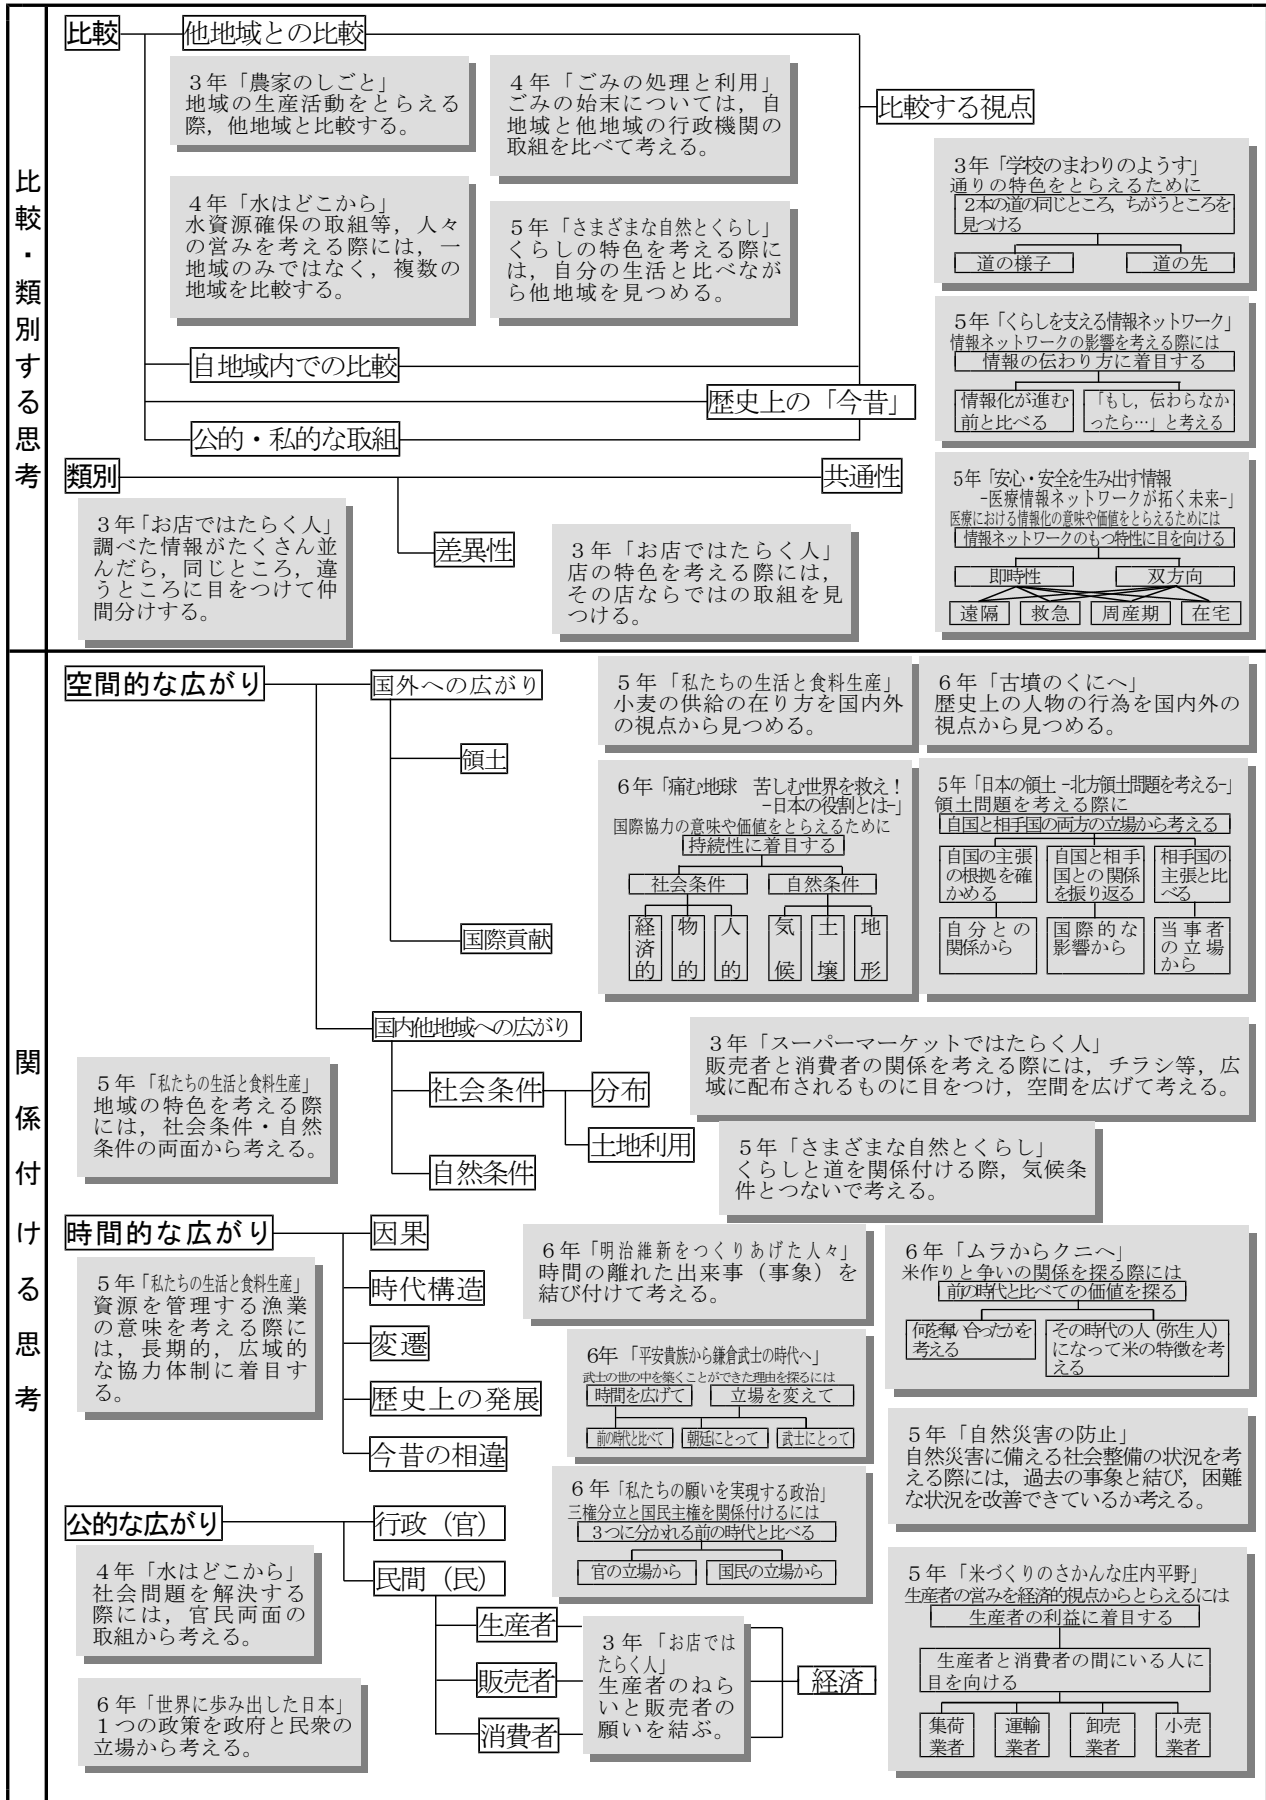 比較・類別する思考
比較
他地域との比較
3年「農家のしごと」
地域の生産活動をとらえる
際，他地域と比較する。
4年「ごみの処理と利用」
ごみの始末については，自
地域と他地域の行政機関の
取組を比べて考える。
比較する視点
4年「水はどこから」
水資源確保の取組等，人々
の営みを考える際には，一
地域のみではなく，複数の
地域を比較する。
5年「さまざまな自然とくらし」
くらしの特色を考える際に
は，自分の生活と比べなが
ら他地域を見つめる。
3年「学校のまわりのようす」
通りの特色をとらえるために
2本の道の同じところ，ちがうところを
見つける
道の様子
道の先
自地域内での比較
歴史上の「今昔」
公的・私的な取組
5年「くらしを支える情報ネットワーク」
情報ネットワークの影響を考える際には
情報の伝わり方に着目する
情報化が進む
前と比べる
「もし，伝わらなか
ったら…」と考える
類別
共通性
差異性
3年「お店ではたらく人」
調べた情報がたくさん並
んだら，同じところ，違
うところに目をつけて仲
間分けする。
3年「お店ではたらく人」
店の特色を考える際には，
その店ならではの取組を見
つける。
5年「安心・安全を生み出す情報
-医療情報ネットワークが拓く未来-」
医療における情報化の意味や価値をとらえるためには
情報ネットワークのもつ特性に目を向ける
即時性
双方向
遠隔
救急
周産期
在宅
関係付ける思考
空間的な広がり
国外への広がり
領土
国際貢献
5年「私たちの生活と食料生産」
小麦の供給の在り方を国内外
の視点から見つめる。
6年「古墳のくにへ」
歴史上の人物の行為を国内外の
視点から見つめる。
6年「痛む地球　苦しむ世界を救え！
-日本の役割とは-」
国際協力の意味や価値をとらえるために
持続性に着目する
社会条件
自然条件
経済的
物的
人的
気候
土壌
地形
5年「日本の領土 -北方領土問題を考える-」
領土問題を考える際に
自国と相手国の両方の立場から考える
自国の主張
の根拠を確
かめる
自国と相手
国との関係
を振り返る
相手国の
主張と比
べる
自分との
関係から
国際的な
影響から
当事者
の立場
から
国内他地域への広がり
社会条件
分布
土地利用
自然条件
5年「私たちの生活と食料生産」
地域の特色を考える際
には，社会条件・自然
条件の両面から考える。
3年「スーパーマーケットではたらく人」
販売者と消費者の関係を考える際には，チラシ等，広
域に配布されるものに目をつけ，空間を広げて考える。
5年「さまざまな自然とくらし」
くらしと道を関係付ける際，気候条
件とつないで考える。
時間的な広がり
因果
時代構造
変遷
歴史上の発展
今昔の相違
5年「私たちの生活と食料生産」
資源を管理する漁業
の意味を考える際に
は，長期的，広域的
な協力体制に着目す
る。
6年「明治維新をつくりあげた人々」
時間の離れた出来事（事象）を
結び付けて考える。
6年「ムラからクニへ」
米作りと争いの関係を探る際には
前の時代と比べての価値を探る
何を奪い合ったかを
考える
その時代の人（弥生人）
になって米の特徴を考
える
6年「平安貴族から鎌倉武士の時代へ」
武士の世の中を築くことができた理由を探るには
時間を広げて
立場を変えて
前の時代と比べて
朝廷にとって
武士にとって
5年「自然災害の防止」
自然災害に備える社会整備の状況を考
える際には，過去の事象と結び，困難
な状況を改善できているか考える。
公的な広がり
行政（官）
民間（民）
生産者
販売者
消費者
経済
4年「水はどこから」
社会問題を解決する
際には，官民両面の
取組から考える。
6年「世界に歩み出した日本」
1つの政策を政府と民衆の
立場から考える。
6年「私たちの願いを実現する政治」
三権分立と国民主権を関係付けるには
3つに分かれる前の時代と比べる
官の立場から
国民の立場から
3年「お店では
たらく人」
生産者のねら
いと販売者の
願いを結ぶ。
5年「米づくりのさかんな庄内平野」
生産者の営みを経済的視点からとらえるには
生産者の利益に着目する
生産者と消費者の間にいる人に
目を向ける
集荷
業者
運輸
業者
卸売
業者
小売
業者